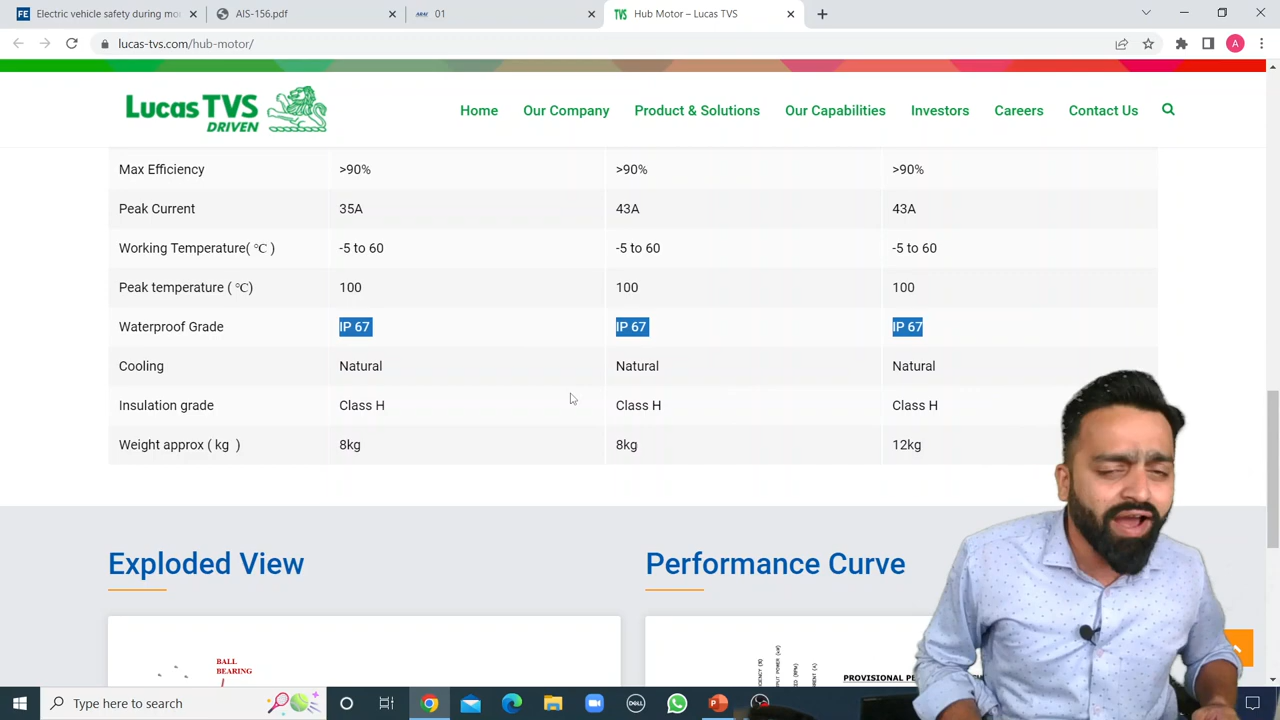 Electric vehicle safety during mo
AIS-156.pdf
01
Hub Motor – Lucas TVS
lucas-tvs.com/hub-motor/
A
Lucas TVS
DRIVEN
Home Our Company Product & Solutions Our Capabilities Investors Careers Contact Us
Max Efficiency >90% >90% >90%
Peak Current 35A 43A 43A
Working Temperature( ℃ ) -5 to 60 -5 to 60 -5 to 60
Peak temperature ( ℃) 100 100 100
Waterproof Grade IP 67 IP 67 IP 67
Cooling Natural Natural Natural
Insulation grade Class H Class H Class H
Weight approx ( kg ) 8kg 8kg 12kg
Exploded View Performance Curve
BALL
BEARING
Type here to search